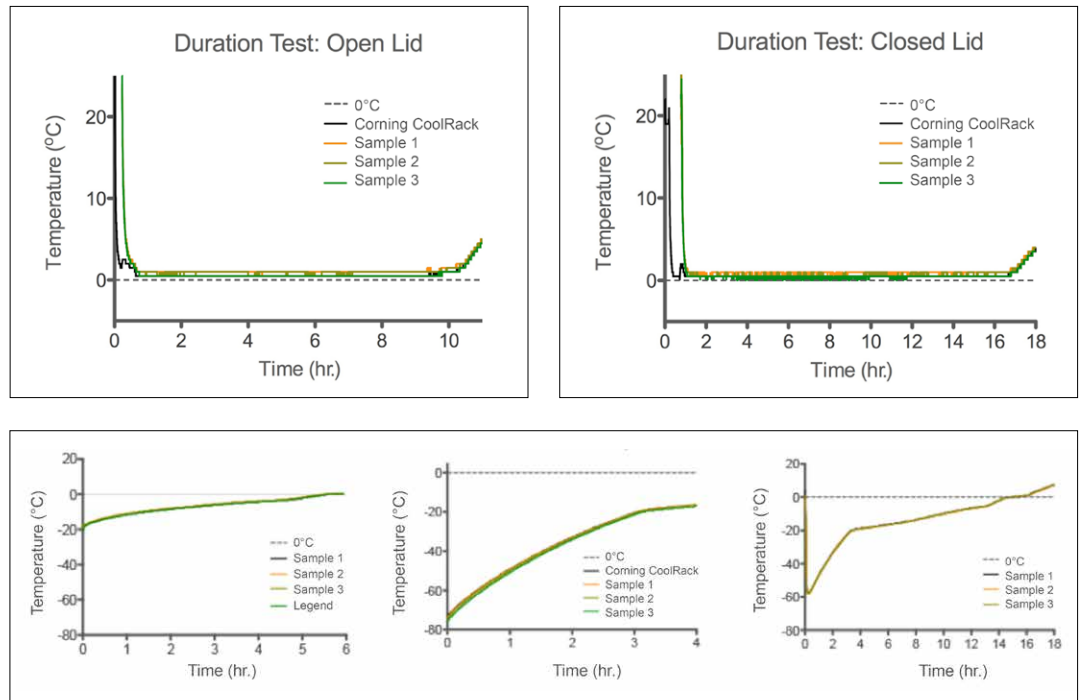 Duration Test: Open Lid
Temperature (°C)
20
10
0
0°C
Corning CoolRack
Sample 1
Sample 2
Sample 3
0 2 4 6 8 10
Time (hr.)
Duration Test: Closed Lid
Temperature (°C)
20
10
0
0°C
Corning CoolRack
Sample 1
Sample 2
Sample 3
0 2 4 6 8 10 12 14 16 18
Time (hr.)
Temperature (°C)
20
0
-20
-40
-60
-80
0°C
Sample 1
Sample 2
Sample 3
Legend
0 1 2 3 4 5 6
Time (hr.)
Temperature (°C)
0
-20
-40
-60
-80
0°C
Corning CoolRack
Sample 1
Sample 2
Sample 3
0 1 2 3 4
Time (hr.)
Temperature (°C)
20
0
-20
-40
-60
-80
0°C
Sample 1
Sample 2
Sample 3
0 2 4 6 8 10 12 14 16 18
Time (hr.)